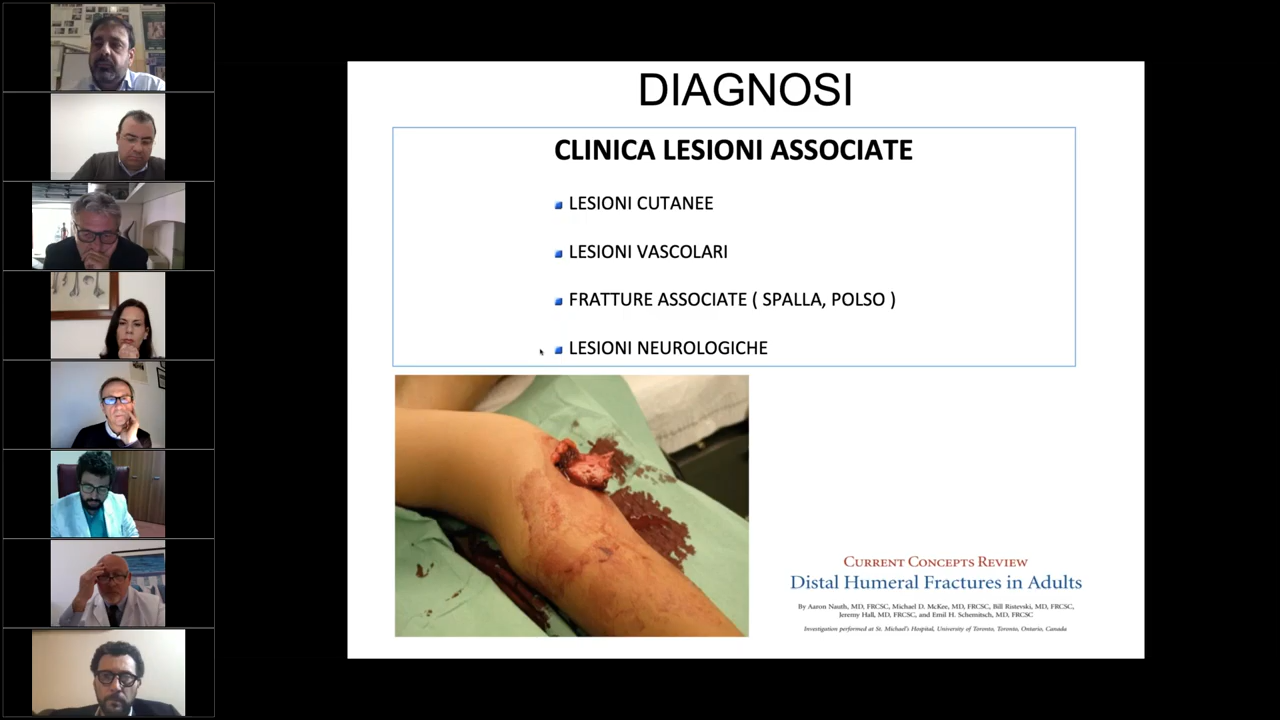 DIAGNOSI
CLINICA LESIONI ASSOCIATE
LESIONI CUTANEE
LESIONI VASCOLARI
FRATTURE ASSOCIATE ( SPALLA, POLSO )
LESIONI NEUROLOGICHE
CURRENT CONCEPTS REVIEW
Distal Humeral Fractures in Adults
By Aaron Nauth, MD, FRCSC, Michael D. McKee, MD, FRCSC, Bill Ristevski, MD, FRCSC,
Jeremy Hall, MD, FRCSC, and Emil H. Schemitsch, MD, FRCSC
Investigation performed at St. Michael's Hospital, University of Toronto, Toronto, Ontario, Canada